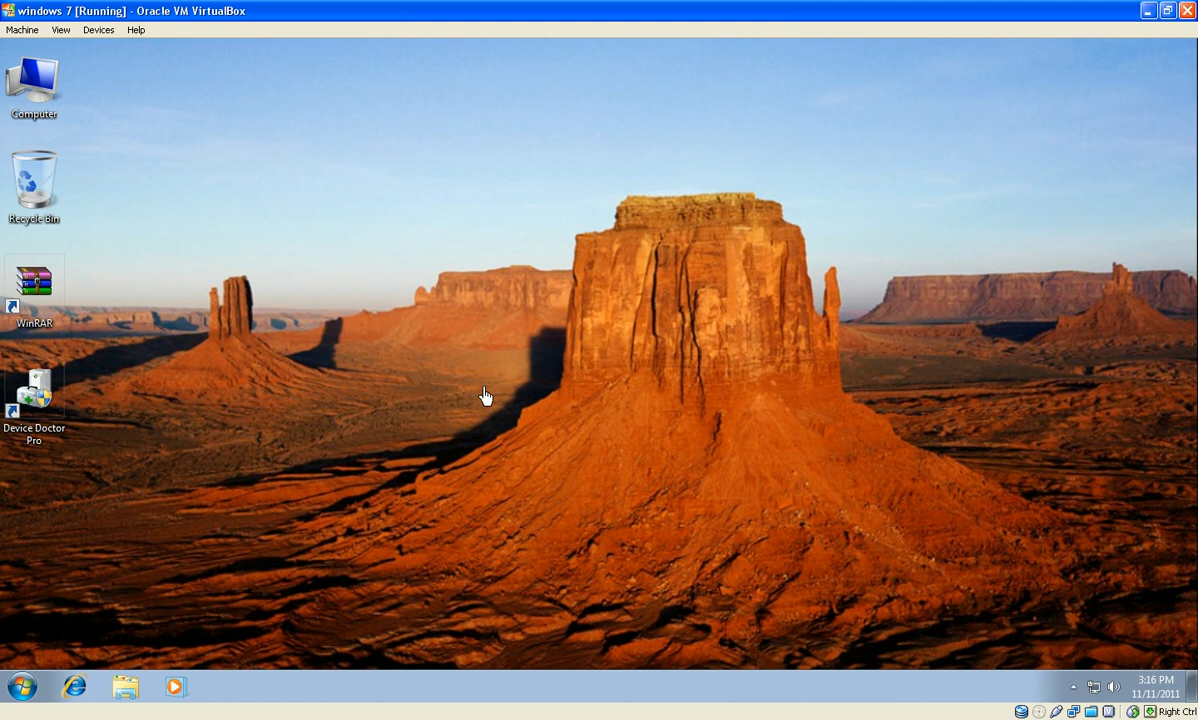 windows 7 [Running] - Oracle VM VirtualBox
Machine View Devices Help
Computer
Recycle Bin
WinRAR
Device Doctor
Pro
3:16 PM
11/11/2011
Right Ctrl